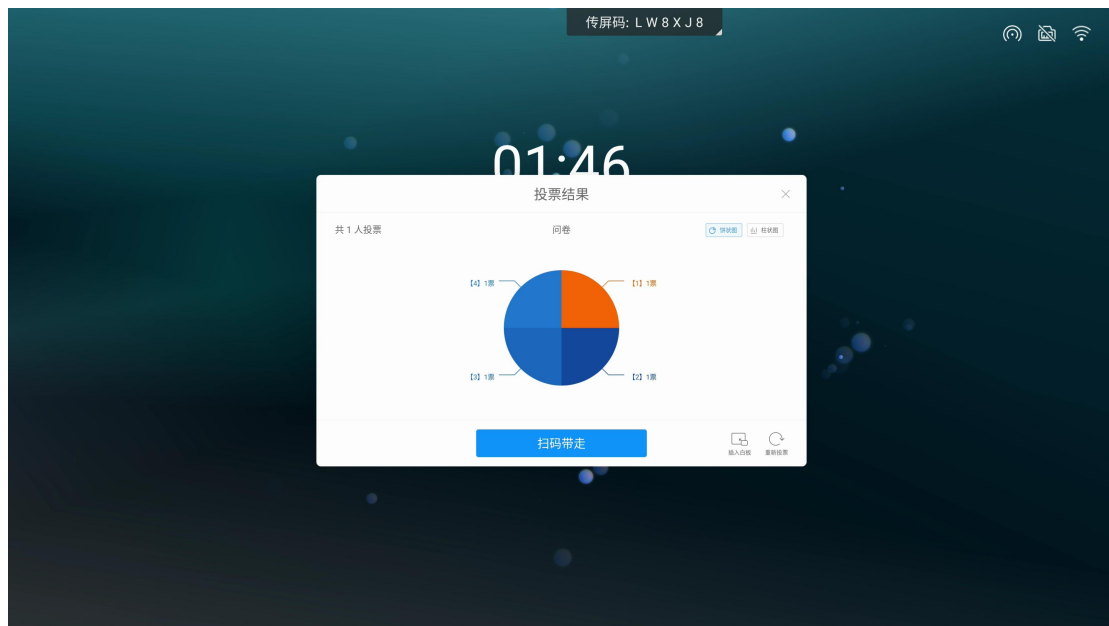 传屏码: LW8XJ8
01:46
投票结果
共1人投票
问卷
饼状图
柱状图
【4】1票
【1】1票
【3】1票
【2】1票
扫码带走
插入白板
重新投票